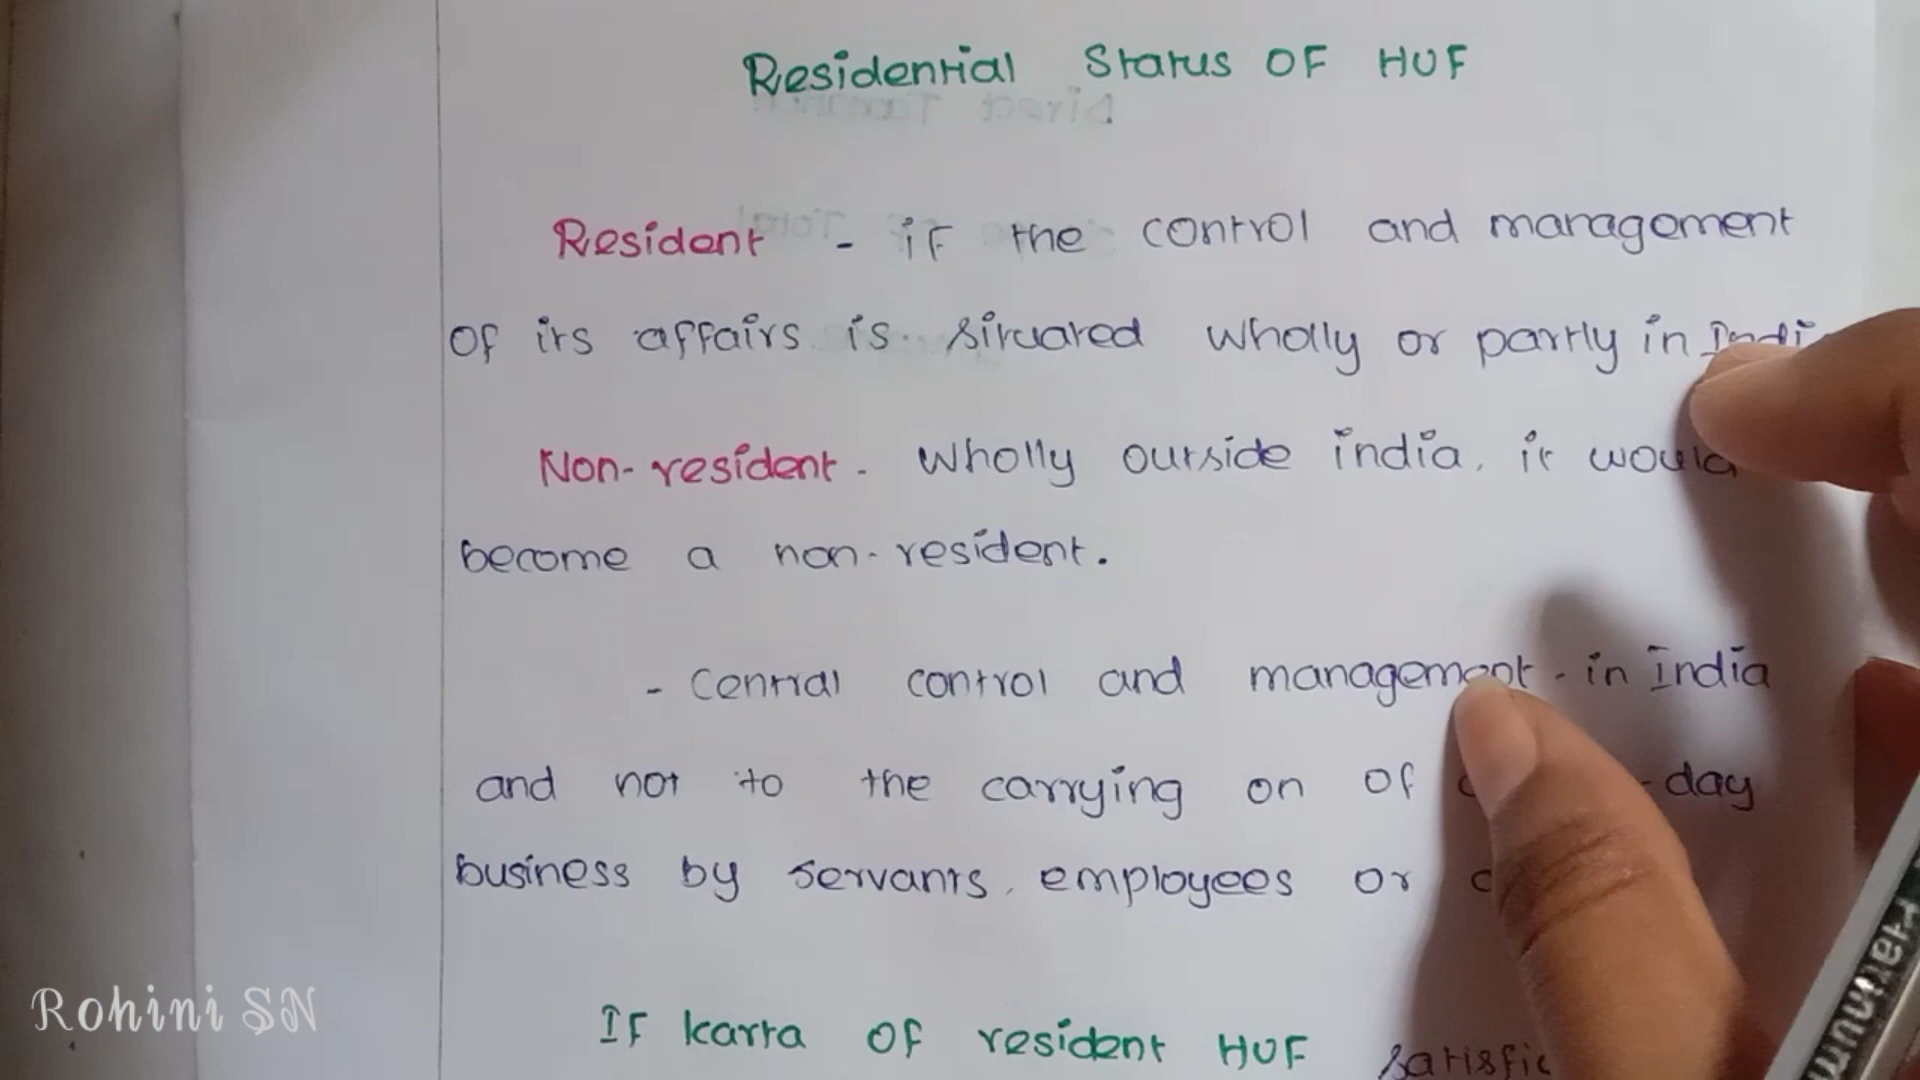 Residential Status OF HUF
Resident - if the control and management
of its affairs is situated wholly or partly in
Non-resident - Wholly outside india, it would
become a non-resident.
- Central control and management - in India
and not to the carrying on of day
business by servants, employees or
If karta OF resident HUF
Rohini SN